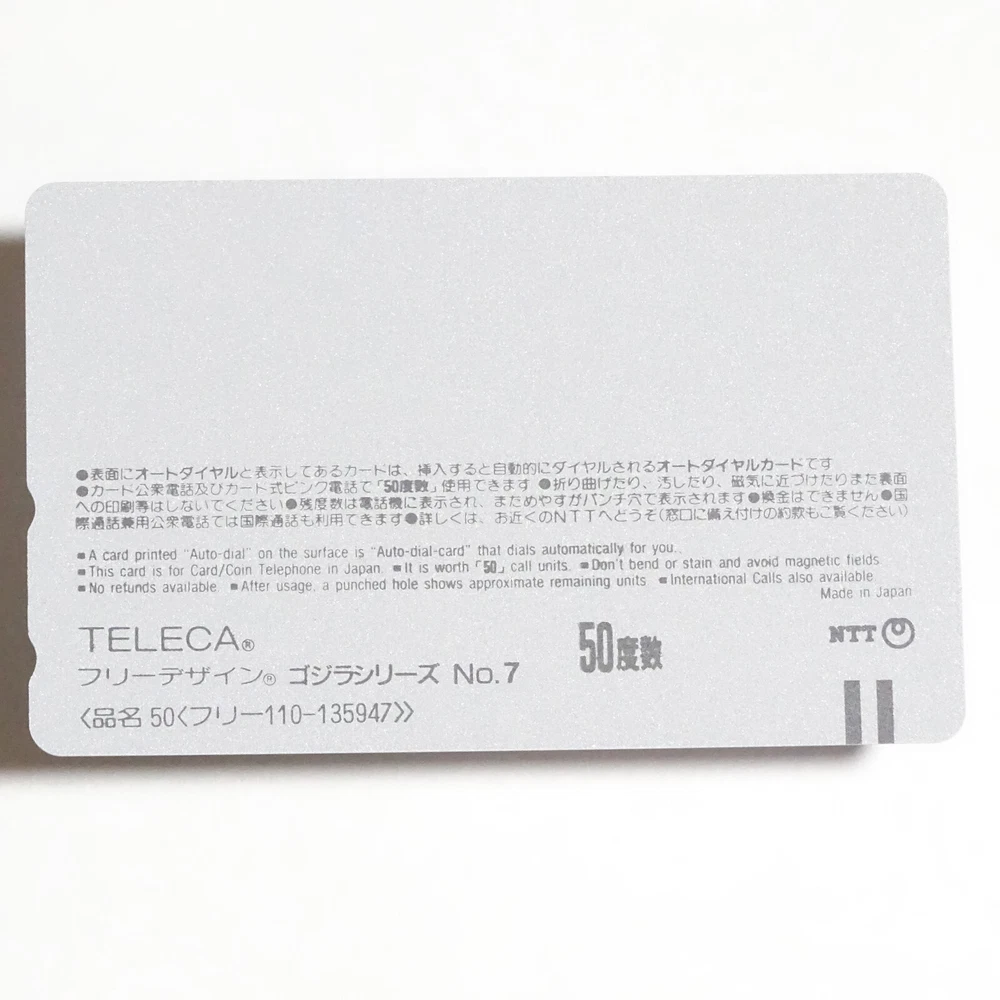 ●表面にオートダイヤルと表示してあるカードは、挿入すると自動的にダイヤルされるオートダイヤルカードです
●カード公衆電話及びカード式ピンク電話で「50度数」使用できます ●折り曲げたり、汚したり、磁気に近づけたりまた表面
への印刷等はしないでください●残度数は電話機に表示され、まためやすがパンチ穴で表示されます●換金はできません●国
際通話兼用公衆電話では国際通話も利用できます●詳しくは、お近くのNTTへどうぞ(窓口に備え付けの約款もご覧ください)
■A card printed "Auto-dial" on the surface is "Auto-dial-card" that dials automatically for you..
■This card is for Card/Coin Telephone in Japan. ■It is worth「50」call units. ■Don't bend or stain and avoid magnetic fields
■No refunds available. ■After usage, a punched hole shows approximate remaining units ■International Calls also available
Made in Japan
TELECA®
50度数
NTT
フリーデザイン® ゴジラシリーズ No.7
〈品名 50〈フリー110-135947〉〉